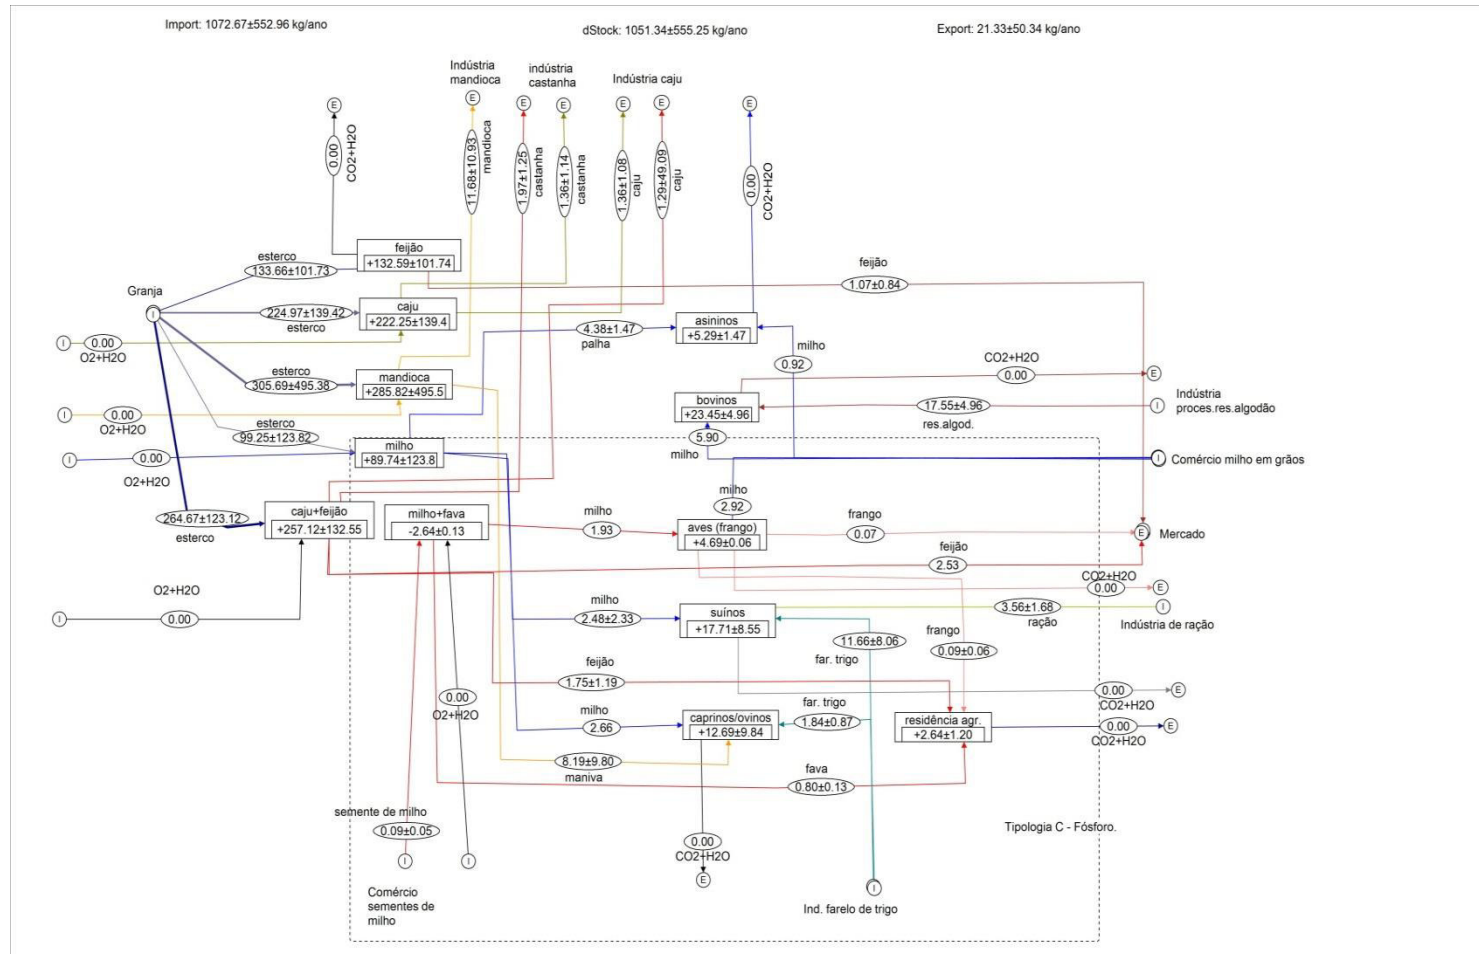 Import: 1072.67±552.96 kg/ano
dStock: 1051.34±555.25 kg/ano
Export: 21.33±50.34 kg/ano
Indústria
mandioca
indústria
castanha
Indústria caju
E
E
E
E
E
E
E
0.00
CO2+H2O
11.68±10.93
mandioca
1.97±1.25
castanha
1.36±1.14
castanha
1.36±1.08
caju
1.29±49.09
caju
0.00
CO2+H2O
feijão
+132.59±101.74
esterco
133.66±101.73
feijão
1.07±0.84
Granja
I
224.97±139.42
esterco
caju
+222.25±139.4
I
0.00
O2+H2O
4.38±1.47
palha
asininos
+5.29±1.47
milho
0.92
esterco
305.69±495.38
mandioca
+285.82±495.5
CO2+H2O
0.00
E
bovinos
+23.45±4.96
17.55±4.96
res.algod.
I
Indústria
proces.res.algodão
I
0.00
O2+H2O
esterco
99.25±123.82
milho
+89.74±123.8
5.90
milho
I
Comércio milho em grãos
I
0.00
O2+H2O
264.67±123.12
esterco
caju+feijão
+257.12±132.55
milho+fava
-2.64±0.13
milho
1.93
milho
2.92
aves (frango)
+4.69±0.06
frango
0.07
E
Mercado
feijão
2.53
CO2+H2O
0.00
E
O2+H2O
I
0.00
milho
2.48±2.33
suínos
+17.71±8.55
3.56±1.68
ração
I
Indústria de ração
11.66±8.06
far. trigo
frango
0.09±0.06
feijão
1.75±1.19
0.00
CO2+H2O
E
0.00
O2+H2O
milho
2.66
caprinos/ovinos
+12.69±9.84
far. trigo
1.84±0.87
residência agr.
+2.64±1.20
0.00
CO2+H2O
E
8.19±9.80
maniva
fava
0.80±0.13
semente de milho
0.09±0.05
I
I
0.00
CO2+H2O
E
Tipologia C - Fósforo.
I
Ind. farelo de trigo
Comércio
sementes de
milho